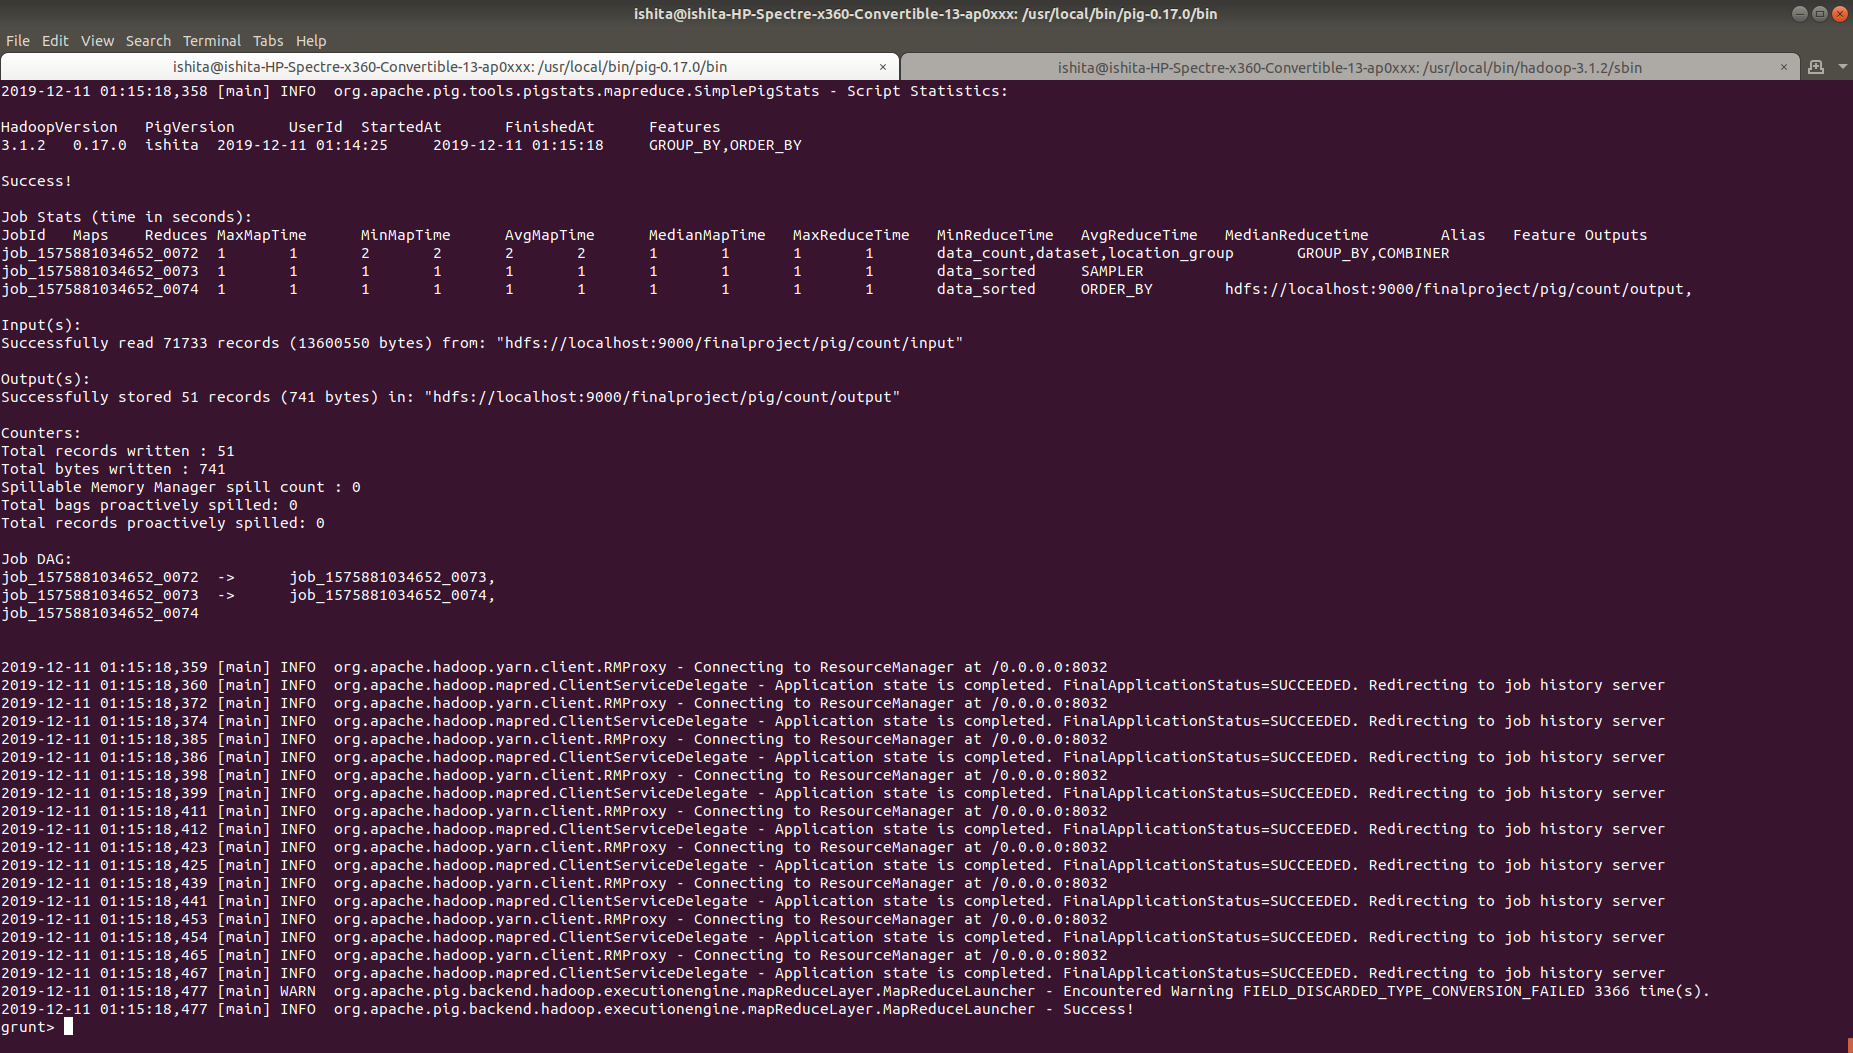 ishita@ishita-HP-Spectre-x360-Convertible-13-ap0xxx: /usr/local/bin/pig-0.17.0/bin
File Edit View Search Terminal Tabs Help
ishita@ishita-HP-Spectre-x360-Convertible-13-ap0xxx: /usr/local/bin/pig-0.17.0/bin × ishita@ishita-HP-Spectre-x360-Convertible-13-ap0xxx: /usr/local/bin/hadoop-3.1.2/sbin ×
2019-12-11 01:15:18,358 [main] INFO  org.apache.pig.tools.pigstats.mapreduce.SimplePigStats - Script Statistics:
HadoopVersion   PigVersion      UserId  StartedAt       FinishedAt      Features
3.1.2   0.17.0  ishita  2019-12-11 01:14:25     2019-12-11 01:15:18     GROUP_BY,ORDER_BY
Success!
Job Stats (time in seconds):
JobId   Maps    Reduces MaxMapTime      MinMapTime      AvgMapTime      MedianMapTime   MaxReduceTime   MinReduceTime   AvgReduceTime   MedianReducetime        Alias   Feature Outputs
job_1575881034652_0072  1       1       2       2       2       2       1       1       1       1       data_count,dataset,location_group       GROUP_BY,COMBINER
job_1575881034652_0073  1       1       1       1       1       1       1       1       1       1       data_sorted     SAMPLER
job_1575881034652_0074  1       1       1       1       1       1       1       1       1       1       data_sorted     ORDER_BY        hdfs://localhost:9000/finalproject/pig/count/output,
Input(s):
Successfully read 71733 records (13600550 bytes) from: "hdfs://localhost:9000/finalproject/pig/count/input"
Output(s):
Successfully stored 51 records (741 bytes) in: "hdfs://localhost:9000/finalproject/pig/count/output"
Counters:
Total records written : 51
Total bytes written : 741
Spillable Memory Manager spill count : 0
Total bags proactively spilled: 0
Total records proactively spilled: 0
Job DAG:
job_1575881034652_0072  ->      job_1575881034652_0073,
job_1575881034652_0073  ->      job_1575881034652_0074,
job_1575881034652_0074
2019-12-11 01:15:18,359 [main] INFO  org.apache.hadoop.yarn.client.RMProxy - Connecting to ResourceManager at /0.0.0.0:8032
2019-12-11 01:15:18,360 [main] INFO  org.apache.hadoop.mapred.ClientServiceDelegate - Application state is completed. FinalApplicationStatus=SUCCEEDED. Redirecting to job history server
2019-12-11 01:15:18,372 [main] INFO  org.apache.hadoop.yarn.client.RMProxy - Connecting to ResourceManager at /0.0.0.0:8032
2019-12-11 01:15:18,374 [main] INFO  org.apache.hadoop.mapred.ClientServiceDelegate - Application state is completed. FinalApplicationStatus=SUCCEEDED. Redirecting to job history server
2019-12-11 01:15:18,385 [main] INFO  org.apache.hadoop.yarn.client.RMProxy - Connecting to ResourceManager at /0.0.0.0:8032
2019-12-11 01:15:18,386 [main] INFO  org.apache.hadoop.mapred.ClientServiceDelegate - Application state is completed. FinalApplicationStatus=SUCCEEDED. Redirecting to job history server
2019-12-11 01:15:18,398 [main] INFO  org.apache.hadoop.yarn.client.RMProxy - Connecting to ResourceManager at /0.0.0.0:8032
2019-12-11 01:15:18,399 [main] INFO  org.apache.hadoop.mapred.ClientServiceDelegate - Application state is completed. FinalApplicationStatus=SUCCEEDED. Redirecting to job history server
2019-12-11 01:15:18,411 [main] INFO  org.apache.hadoop.yarn.client.RMProxy - Connecting to ResourceManager at /0.0.0.0:8032
2019-12-11 01:15:18,412 [main] INFO  org.apache.hadoop.mapred.ClientServiceDelegate - Application state is completed. FinalApplicationStatus=SUCCEEDED. Redirecting to job history server
2019-12-11 01:15:18,423 [main] INFO  org.apache.hadoop.yarn.client.RMProxy - Connecting to ResourceManager at /0.0.0.0:8032
2019-12-11 01:15:18,425 [main] INFO  org.apache.hadoop.mapred.ClientServiceDelegate - Application state is completed. FinalApplicationStatus=SUCCEEDED. Redirecting to job history server
2019-12-11 01:15:18,439 [main] INFO  org.apache.hadoop.yarn.client.RMProxy - Connecting to ResourceManager at /0.0.0.0:8032
2019-12-11 01:15:18,441 [main] INFO  org.apache.hadoop.mapred.ClientServiceDelegate - Application state is completed. FinalApplicationStatus=SUCCEEDED. Redirecting to job history server
2019-12-11 01:15:18,453 [main] INFO  org.apache.hadoop.yarn.client.RMProxy - Connecting to ResourceManager at /0.0.0.0:8032
2019-12-11 01:15:18,454 [main] INFO  org.apache.hadoop.mapred.ClientServiceDelegate - Application state is completed. FinalApplicationStatus=SUCCEEDED. Redirecting to job history server
2019-12-11 01:15:18,465 [main] INFO  org.apache.hadoop.yarn.client.RMProxy - Connecting to ResourceManager at /0.0.0.0:8032
2019-12-11 01:15:18,467 [main] INFO  org.apache.hadoop.mapred.ClientServiceDelegate - Application state is completed. FinalApplicationStatus=SUCCEEDED. Redirecting to job history server
2019-12-11 01:15:18,477 [main] WARN  org.apache.pig.backend.hadoop.executionengine.mapReduceLayer.MapReduceLauncher - Encountered Warning FIELD_DISCARDED_TYPE_CONVERSION_FAILED 3366 time(s).
2019-12-11 01:15:18,477 [main] INFO  org.apache.pig.backend.hadoop.executionengine.mapReduceLayer.MapReduceLauncher - Success!
grunt>